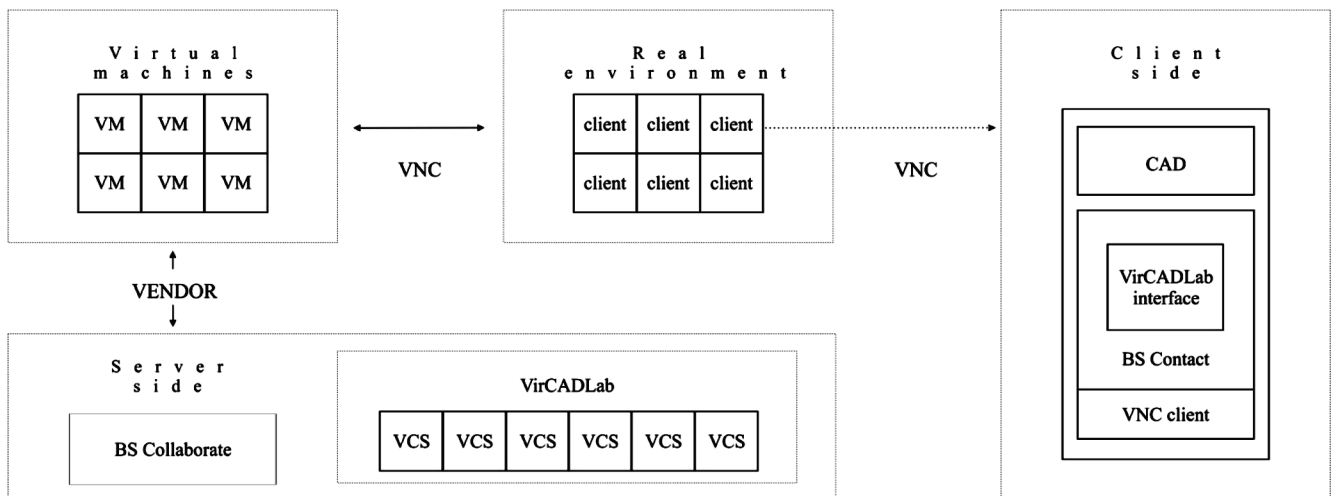 Virtual
machines
VM VM VM
VM VM VM
VNC
Real
environment
client client client
client client client
VNC
Client
side
CAD
VirCADLab
interface
BS Contact
VNC client
VENDOR
Server
side
BS Collaborate
VirCADLab
VCS VCS VCS VCS VCS VCS